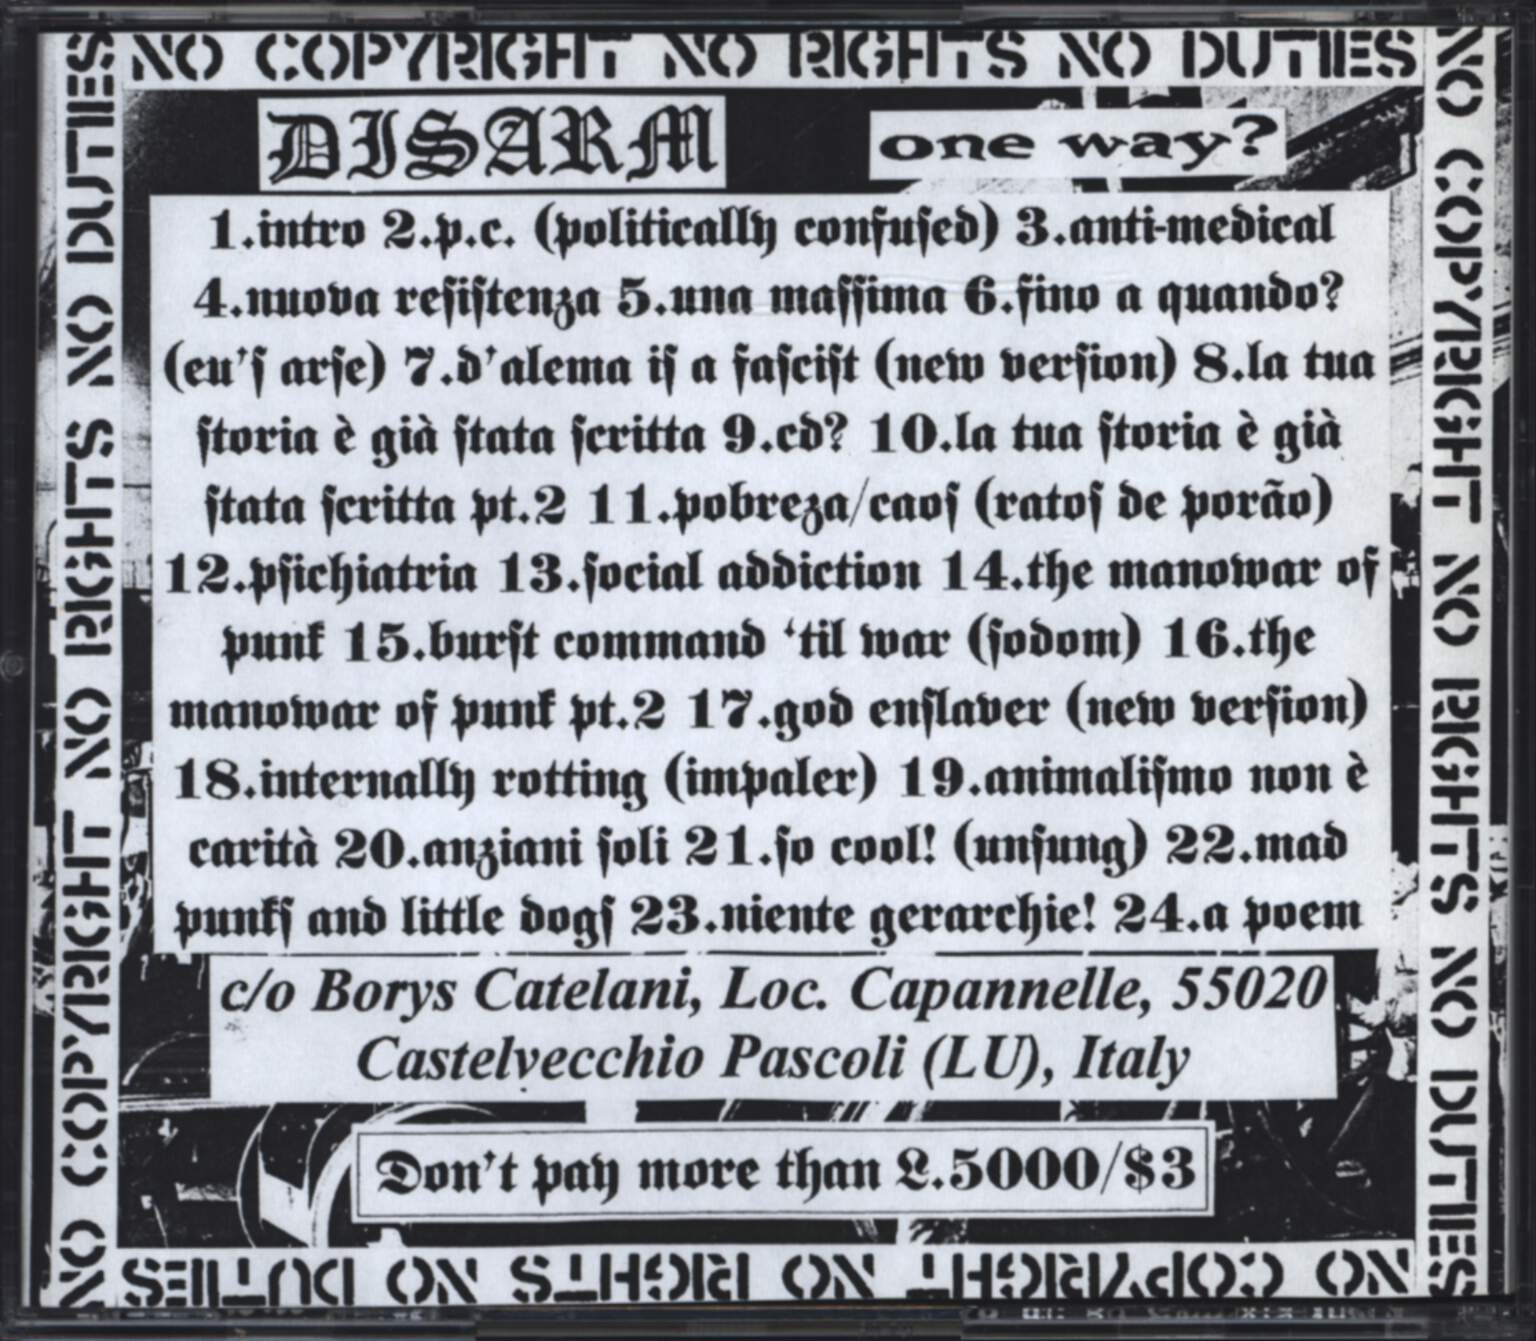 NO COPYRIGHT NO RIGHTS NO DUTIES
DISARM
one way?
1.intro 2.p.c. (politically confuſed) 3.anti-medical
4.nuova reſiſtenza 5.una maſſima 6.fino a quando?
(eu'ſ arſe) 7.d'alema iſ a faſciſt (new verſion) 8.la tua
ſtoria è già ſtata ſcritta 9.cd? 10.la tua ſtoria è già
ſtata ſcritta pt.2 11.pobreza/caoſ (ratoſ de porão)
12.pſichiatria 13.ſocial addiction 14.the manowar of
punk 15.burſt command ‘til war (ſodom) 16.the
manowar of punk pt.2 17.god enſlaver (new verſion)
18.internally rotting (impaler) 19.animaliſmo non è
carità 20.anziani ſoli 21.ſo cool! (unſung) 22.mad
punkſ and little dogſ 23.niente gerarchie! 24.a poem
c/o Borys Catelani, Loc. Capannelle, 55020
Castelvecchio Pascoli (LU), Italy
Don't pay more than £.5000/$3
NO COPYRIGHT NO RIGHTS NO DUTIES
NO COPYRIGHT NO RIGHTS NO DUTIES
NO COPYRIGHT NO RIGHTS NO DUTIES